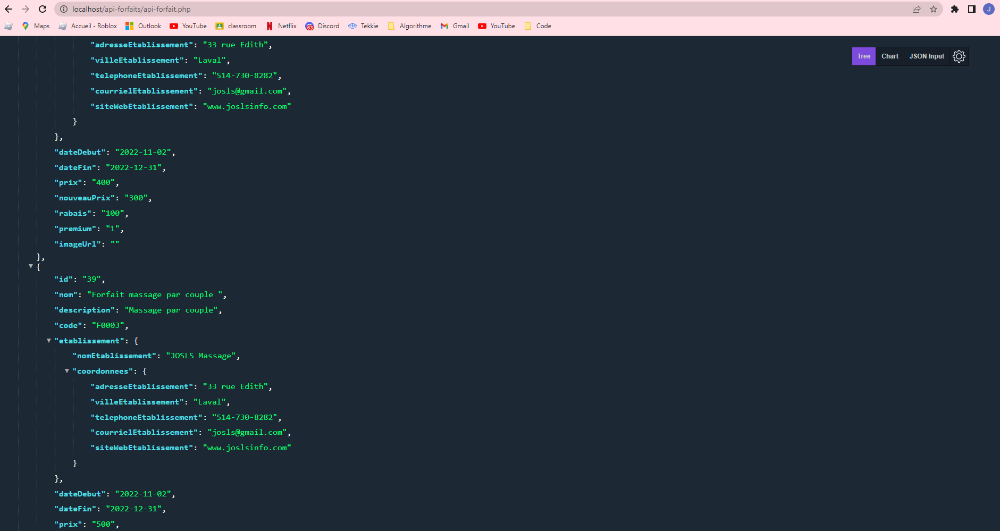 localhost/api-forfaits/api-forfait.php
J
Maps Accueil - Roblox Outlook YouTube classroom Netflix 63 Discord eTe Tekkie Algorithme Gmail YouTube Code
Tree Chart JSON Input
"adresseEtablissement": "33 rue Edith",
"villeEtablissement": "Laval",
"telephoneEtablissement": "514-730-8282",
"courrielEtablissement": "josls@gmail.com",
"siteWebEtablissement": "www.joslsinfo.com"
}
},
"dateDebut": "2022-11-02",
"dateFin": "2022-12-31",
"prix": "400",
"nouveauPrix": "300",
"rabais": "100",
"premium": "1",
"imageUrl": ""
},
{
"id": "39",
"nom": "Forfait massage par couple ",
"description": "Massage par couple",
"code": "F0003",
"etablissement": {
"nomEtablissement": "JOSLS Massage",
"coordonnees": {
"adresseEtablissement": "33 rue Edith",
"villeEtablissement": "Laval",
"telephoneEtablissement": "514-730-8282",
"courrielEtablissement": "josls@gmail.com",
"siteWebEtablissement": "www.joslsinfo.com"
}
},
"dateDebut": "2022-11-02",
"dateFin": "2022-12-31",
"prix": "500",